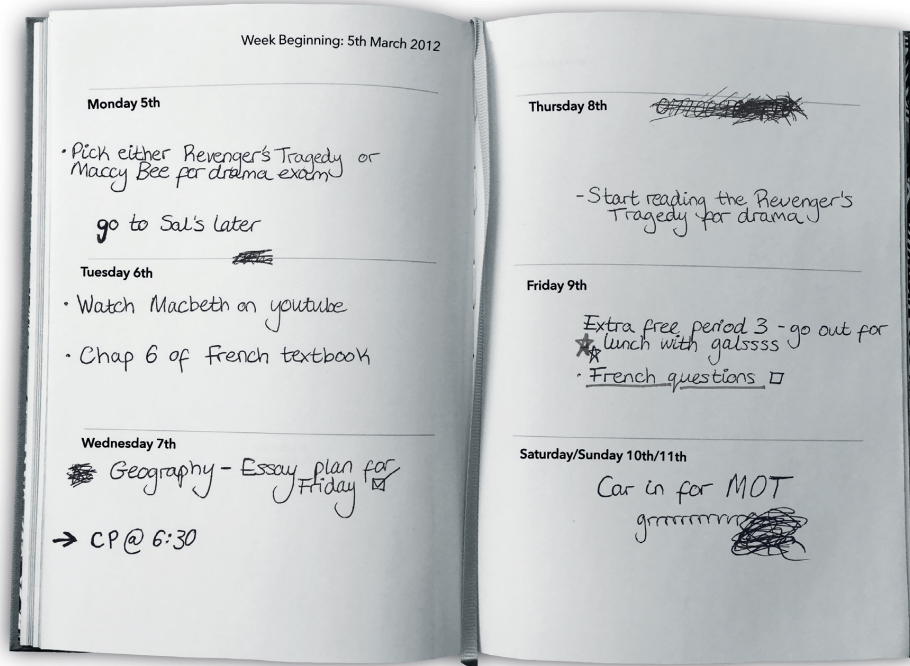 Week Beginning: 5th March 2012
Monday 5th
· Pick either Revenger's Tragedy or
Maccy Bee for drama exam
go to Sal's later
Tuesday 6th
· Watch Macbeth on youtube
· Chap 6 of French textbook
Wednesday 7th
Geography - Essay plan for
Friday ☑
→ CP@ 6:30
Thursday 8th
- Start reading the Revenger's
Tragedy for drama
Friday 9th
Extra free period 3 - go out for
lunch with galssss
· French questions ☐
Saturday/Sunday 10th/11th
Car in for MOT
grrrrrrrrr